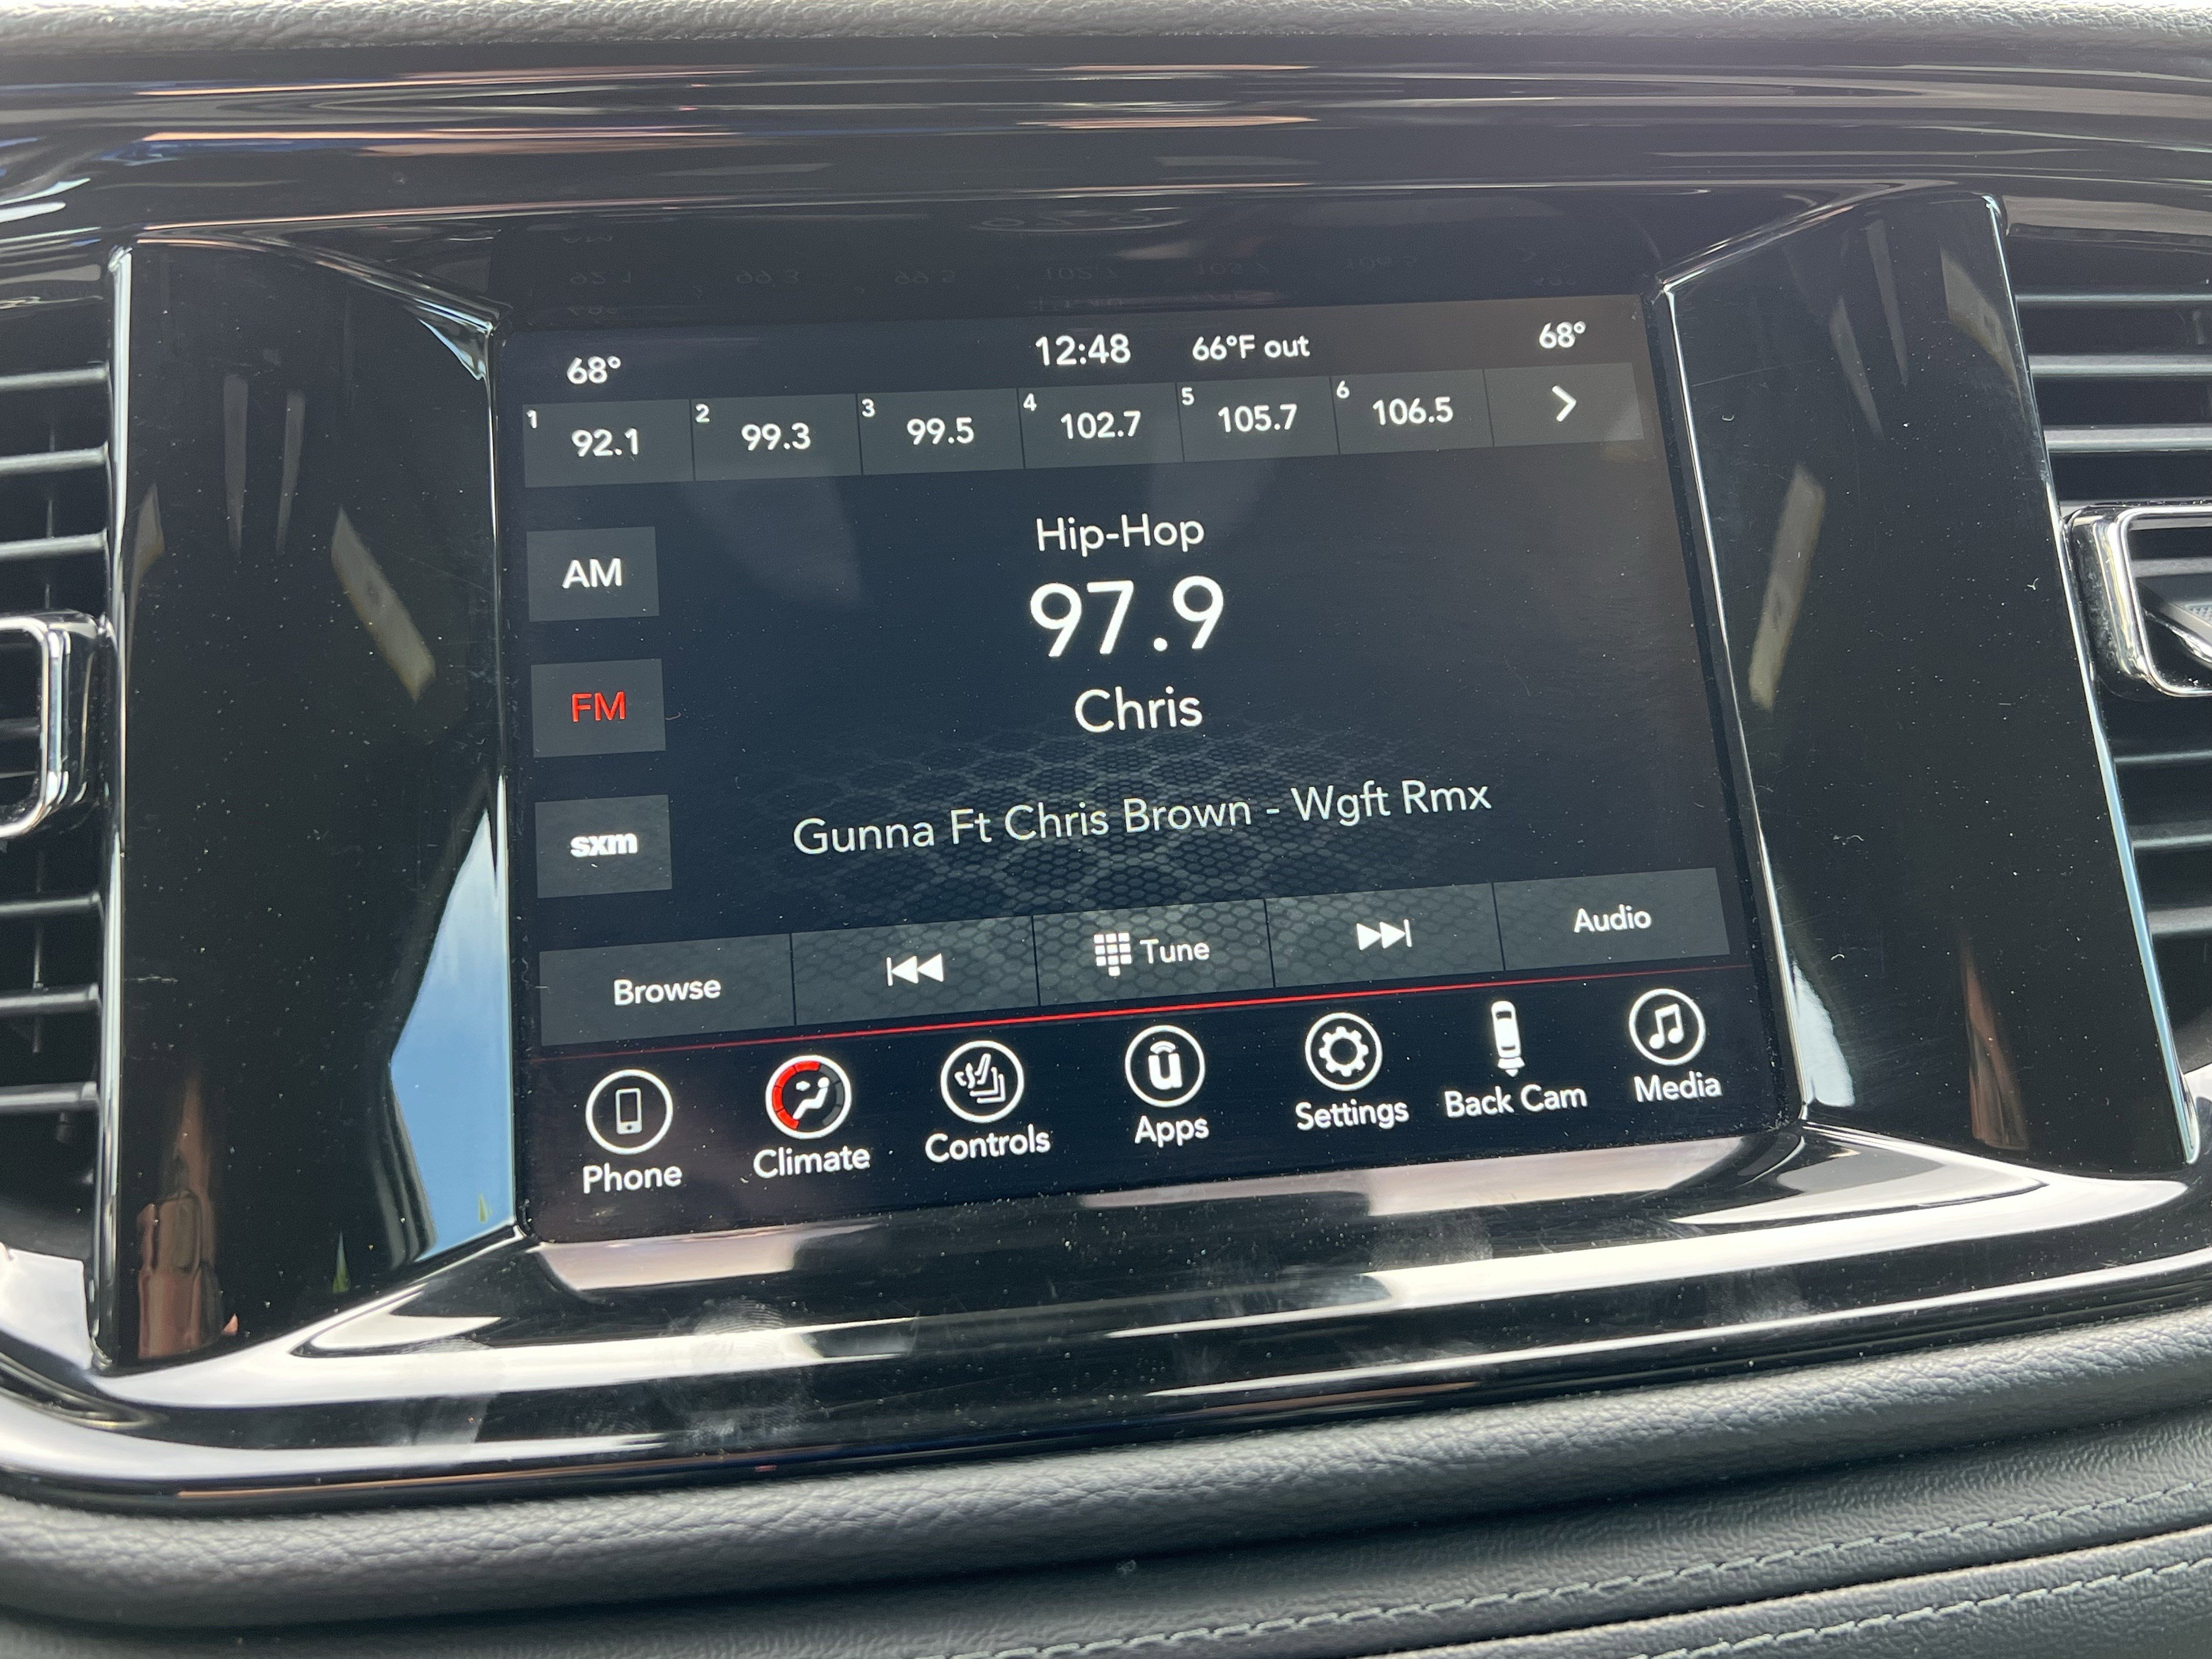 68° 12:48 66°F out 68°
1 92.1 2 99.3 3 99.5 4 102.7 5 105.7 6 106.5
Hip-Hop
AM
97.9
FM
Chris
Gunna Ft Chris Brown - Wgft Rmx
sxm
Browse Tune Audio
Phone Climate Controls Apps Settings Back Cam Media